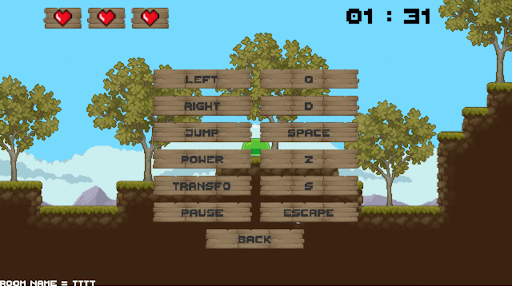 01 : 31
LEFT Q
RIGHT D
JUMP SPACE
POWER Z
TRANSFO S
PAUSE ESCAPE
BACK
ROOM NAME = TTTT